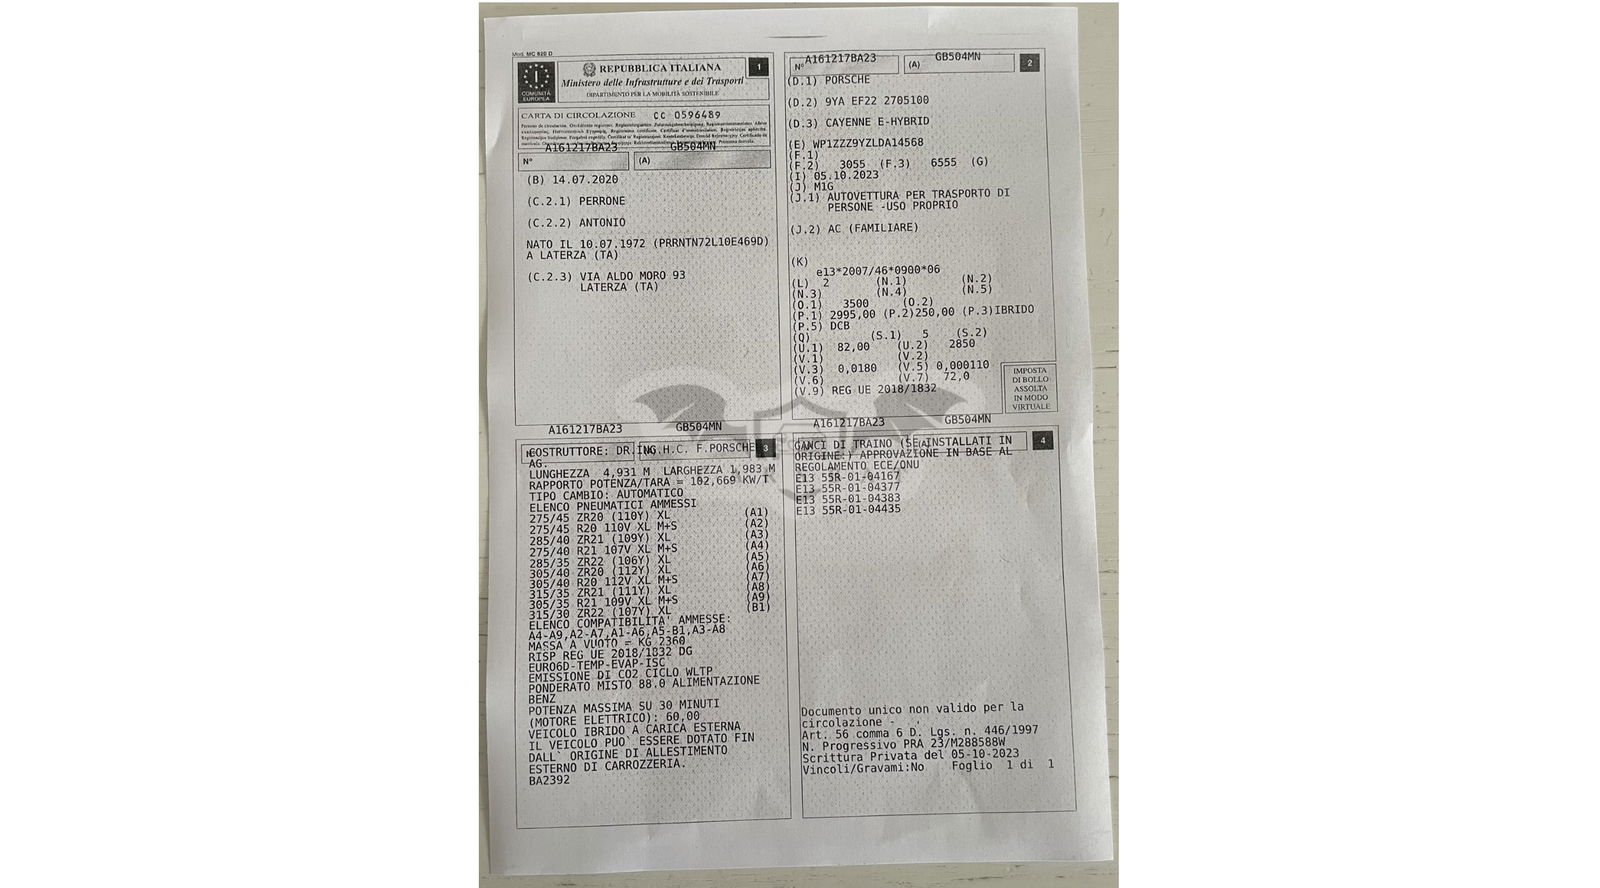 Mod. MC 820 D
REPUBBLICA ITALIANA
1
Ministero delle Infrastrutture e dei Trasporti
DIPARTIMENTO PER LA MOBILITÀ SOSTENIBILE
I
COMUNITÀ
EUROPEA
CARTA DI CIRCOLAZIONE CC 0596489
A161217BA23 GB504MN
N° (A)
(B) 14.07.2020
(C.2.1) PERRONE
(C.2.2) ANTONIO
NATO IL 10.07.1972 (PRRNTN72L10E469D)
A LATERZA (TA)
(C.2.3) VIA ALDO MORO 93
LATERZA (TA)
A161217BA23 GB504MN
N° (A) 2
(D.1) PORSCHE
(D.2) 9YA EF22 2705100
(D.3) CAYENNE E-HYBRID
(E) WP1ZZZ9YZLDA14568
(F.1)
(F.2) 3055 (F.3) 6555 (G)
(I) 05.10.2023
(J) M1G
(J.1) AUTOVETTURA PER TRASPORTO DI
PERSONE -USO PROPRIO
(J.2) AC (FAMILIARE)
(K)
e13*2007/46*0900*06
(L) 2 (N.1) (N.2)
(N.3) (N.4) (N.5)
(O.1) 3500 (O.2)
(P.1) 2995,00 (P.2)250,00 (P.3)IBRIDO
(P.5) DCB
(Q) (S.1) 5 (S.2)
(U.1) 82,00 (U.2) 2850
(V.1) (V.2)
(V.3) 0,0180 (V.5) 0,000110
(V.6) (V.7) 72,0
(V.9) REG UE 2018/1832
IMPOSTA
DI BOLLO
ASSOLTA
IN MODO
VIRTUALE
A161217BA23 GB504MN
3
COSTRUTTORE: DR.ING.H.C. F.PORSCHE
AG.
LUNGHEZZA 4,931 M LARGHEZZA 1,983 M
RAPPORTO POTENZA/TARA = 102,669 KW/T
TIPO CAMBIO: AUTOMATICO
ELENCO PNEUMATICI AMMESSI
275/45 ZR20 (110Y) XL (A1)
275/45 R20 110V XL M+S (A2)
285/40 ZR21 (109Y) XL (A3)
275/40 R21 107V XL M+S (A4)
285/35 ZR22 (106Y) XL (A5)
305/40 ZR20 (112Y) XL (A6)
305/40 R20 112V XL M+S (A7)
315/35 ZR21 (111Y) XL (A8)
305/35 R21 109V XL M+S (A9)
315/30 ZR22 (107Y) XL (B1)
ELENCO COMPATIBILITA' AMMESSE:
A4-A9,A2-A7,A1-A6,A5-B1,A3-A8
MASSA A VUOTO = KG 2360
RISP REG UE 2018/1832 DG
EURO6D-TEMP-EVAP-ISC
EMISSIONE DI CO2 CICLO WLTP
PONDERATO MISTO 88.0 ALIMENTAZIONE
BENZ
POTENZA MASSIMA SU 30 MINUTI
(MOTORE ELETTRICO): 60,00
VEICOLO IBRIDO A CARICA ESTERNA
IL VEICOLO PUO` ESSERE DOTATO FIN
DALL` ORIGINE DI ALLESTIMENTO
ESTERNO DI CARROZZERIA.
BA2392
A161217BA23 GB504MN
4
GANCI DI TRAINO (SE INSTALLATI IN
ORIGINE:) APPROVAZIONE IN BASE AL
REGOLAMENTO ECE/ONU
E13 55R-01-04167
E13 55R-01-04377
E13 55R-01-04383
E13 55R-01-04435
Documento unico non valido per la
circolazione -
Art. 56 comma 6 D. Lgs. n. 446/1997
N. Progressivo PRA 23/M288588W
Scrittura Privata del 05-10-2023
Vincoli/Gravami:No Foglio 1 di 1